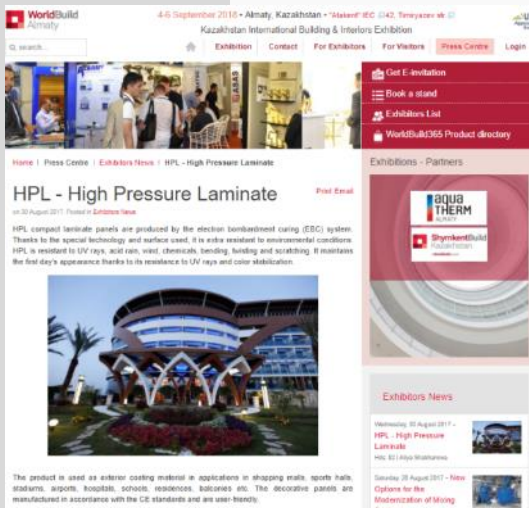 WorldBuild
Almaty
4-6 September 2018 • Almaty, Kazakhstan • "Atakent" IEC 42, Timiryazev str.
Kazakhstan International Building & Interiors Exhibition
search...
Exhibition Contact For Exhibitors For Visitors Press Centre Login
Get E-Invitation
Book a stand
Exhibitors List
WorldBuild365 Product directory
Home | Press Centre | Exhibitors News | HPL - High Pressure Laminate
Exhibitions - Partners
HPL - High Pressure Laminate
Print Email
on 30 August 2017. Posted in Exhibitors News
HPL compact laminate panels are produced by the electron bombardment curing (EBC) system.
Thanks to the special technology and surface used, it is extra resistant to environmental conditions.
HPL is resistant to UV rays, acid rain, wind, chemicals, bending, twisting and scratching. It maintains
the first day's appearance thanks to its resistance to UV rays and color stabilization.
aqua
THERM
ALMATY
ShymkentBuild
Kazakhstan
Exhibitors News
Wednesday, 30 August 2017 -
HPL - High Pressure
Laminate
Hits: 82 | Aliya
Saturday, 26 August 2017 - New
Options for the
Modernization of Mixing
The product is used as exterior coating material in applications in shopping malls, sports halls,
stadiums, airports, hospitals, schools, residences, balconies etc. The decorative panels are
manufactured in accordance with the CE standards and are user-friendly.